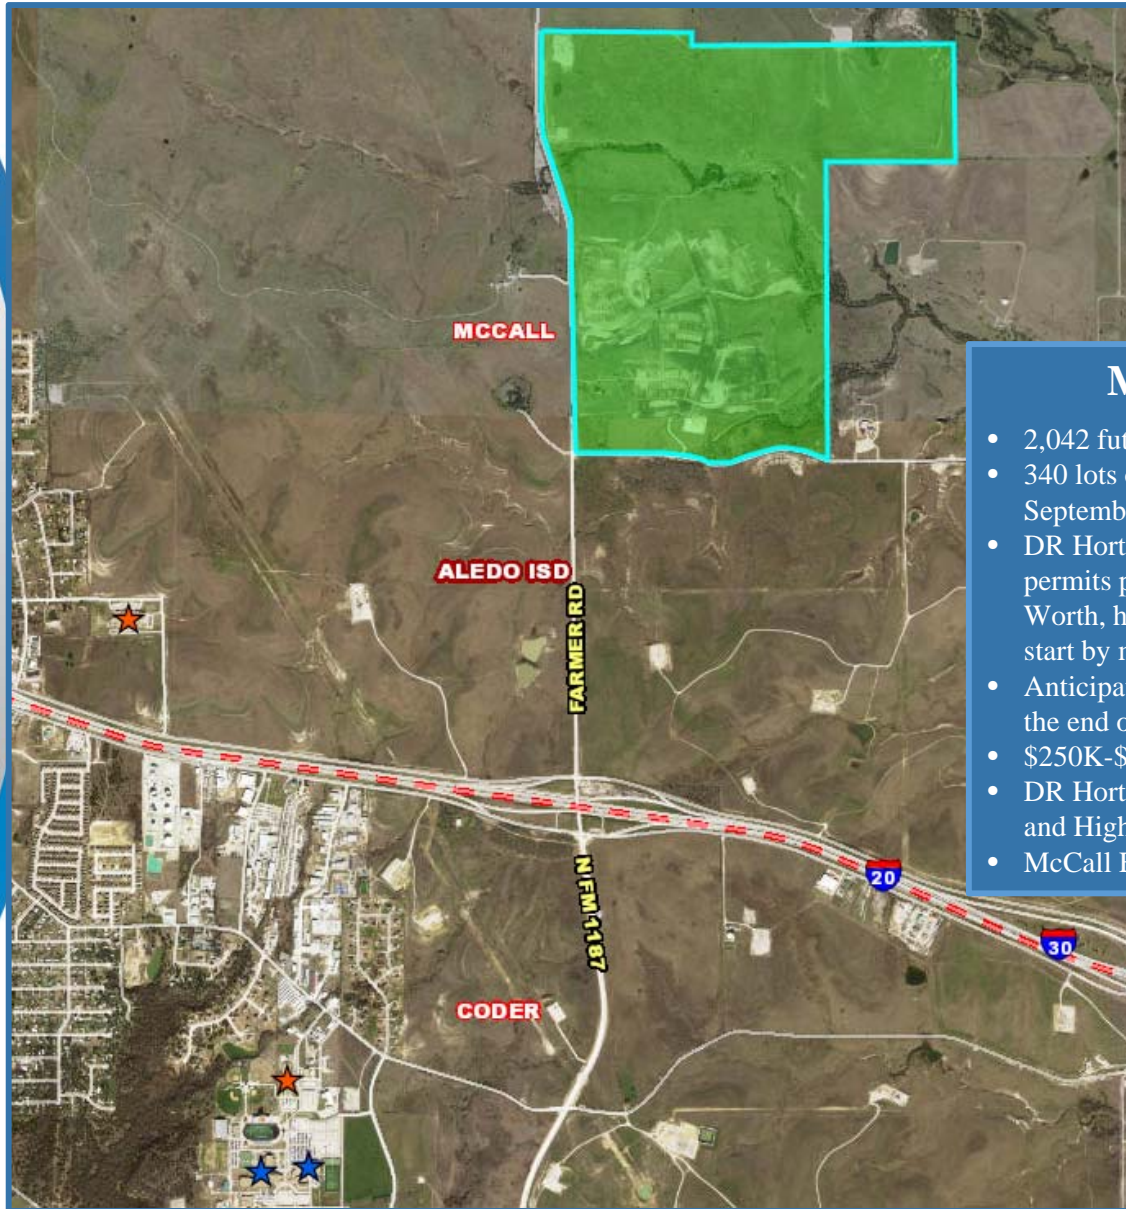 MCCALL
ALEDO ISD
FARMER RD
20
N FM 1187
30
CODER
M
• 2,042 fut
• 340 lots
Septemb
• DR Hort
permits p
Worth, h
start by
• Anticipa
the end
• $250K-$
• DR Hort
and High
• McCall